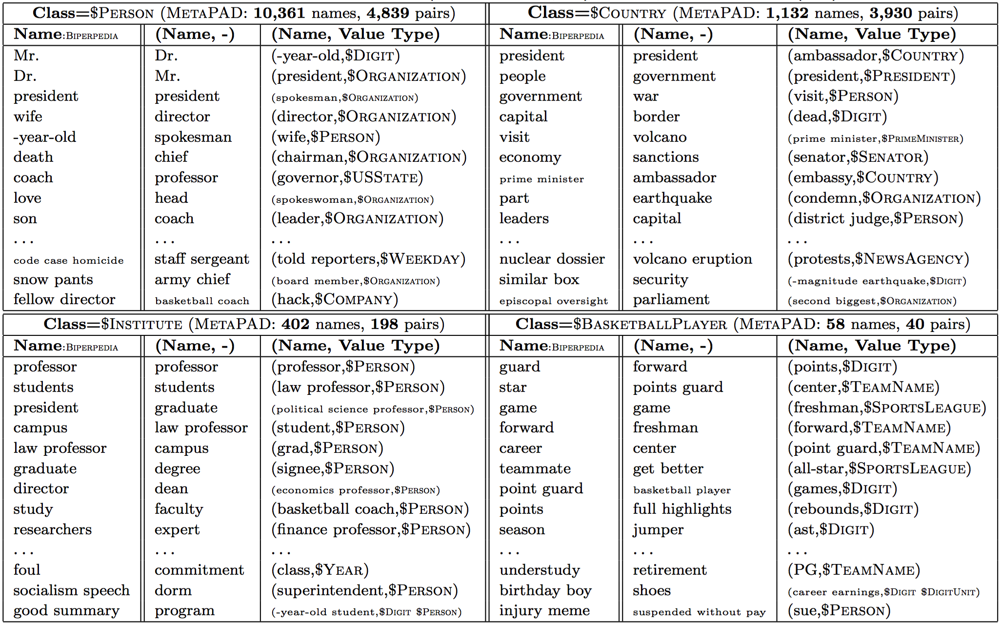 Class=$PERSON (METAPAD: 10,361 names, 4,839 pairs) Class=$COUNTRY (METAPAD: 1,132 names, 3,930 pairs)
Name:BIPERPEDIA (Name, -) (Name, Value Type) Name:BIPERPEDIA (Name, -) (Name, Value Type)
Mr. Dr. (-year-old,$DIGIT) president president (ambassador,$COUNTRY)
Dr. Mr. (president,$ORGANIZATION) people government (president,$PRESIDENT)
president president (spokesman,$ORGANIZATION) government war (visit,$PERSON)
wife director (director,$ORGANIZATION) capital border (dead,$DIGIT)
-year-old spokesman (wife,$PERSON) visit volcano (prime minister,$PRIMEMINISTER)
death chief (chairman,$ORGANIZATION) economy sanctions (senator,$SENATOR)
coach professor (governor,$USSTATE) prime minister ambassador (embassy,$COUNTRY)
love head (spokeswoman,$ORGANIZATION) part earthquake (condemn,$ORGANIZATION)
son coach (leader,$ORGANIZATION) leaders capital (district judge,$PERSON)
... ... ... ... ... ...
code case homicide staff sergeant (told reporters,$WEEKDAY) nuclear dossier volcano eruption (protests,$NEWSAGENCY)
snow pants army chief (board member,$ORGANIZATION) similar box security (-magnitude earthquake,$DIGIT)
fellow director basketball coach (hack,$COMPANY) episcopal oversight parliament (second biggest,$ORGANIZATION)
Class=$INSTITUTE (METAPAD: 402 names, 198 pairs) Class=$BASKETBALLPLAYER (METAPAD: 58 names, 40 pairs)
Name:BIPERPEDIA (Name, -) (Name, Value Type) Name:BIPERPEDIA (Name, -) (Name, Value Type)
professor professor (professor,$PERSON) guard forward (points,$DIGIT)
students students (law professor,$PERSON) star points guard (center,$TEAMNAME)
president graduate (political science professor,$PERSON) game game (freshman,$SPORTSLEAGUE)
campus law professor (student,$PERSON) forward freshman (forward,$TEAMNAME)
law professor campus (grad,$PERSON) career center (point guard,$TEAMNAME)
graduate degree (signee,$PERSON) teammate get better (all-star,$SPORTSLEAGUE)
director dean (economics professor,$PERSON) point guard basketball player (games,$DIGIT)
study faculty (basketball coach,$PERSON) points full highlights (rebounds,$DIGIT)
researchers expert (finance professor,$PERSON) season jumper (ast,$DIGIT)
... ... ... ... ... ...
foul commitment (class,$YEAR) understudy retirement (PG,$TEAMNAME)
socialism speech dorm (superintendent,$PERSON) birthday boy shoes (career earnings,$DIGIT $DIGITUNIT)
good summary program (-year-old student,$DIGIT $PERSON) injury meme suspended without pay (sue,$PERSON)